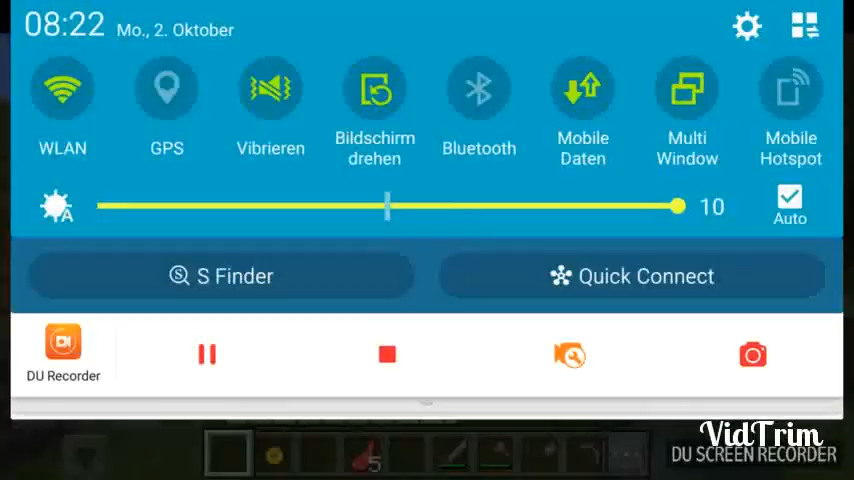 08:22 Mo., 2. Oktober
WLAN
GPS
Vibrieren
Bildschirm
drehen
Bluetooth
Mobile
Daten
Multi
Window
Mobile
Hotspot
A
10
Auto
S Finder
Quick Connect
DU Recorder
5
VidTrim
DU SCREEN RECORDER